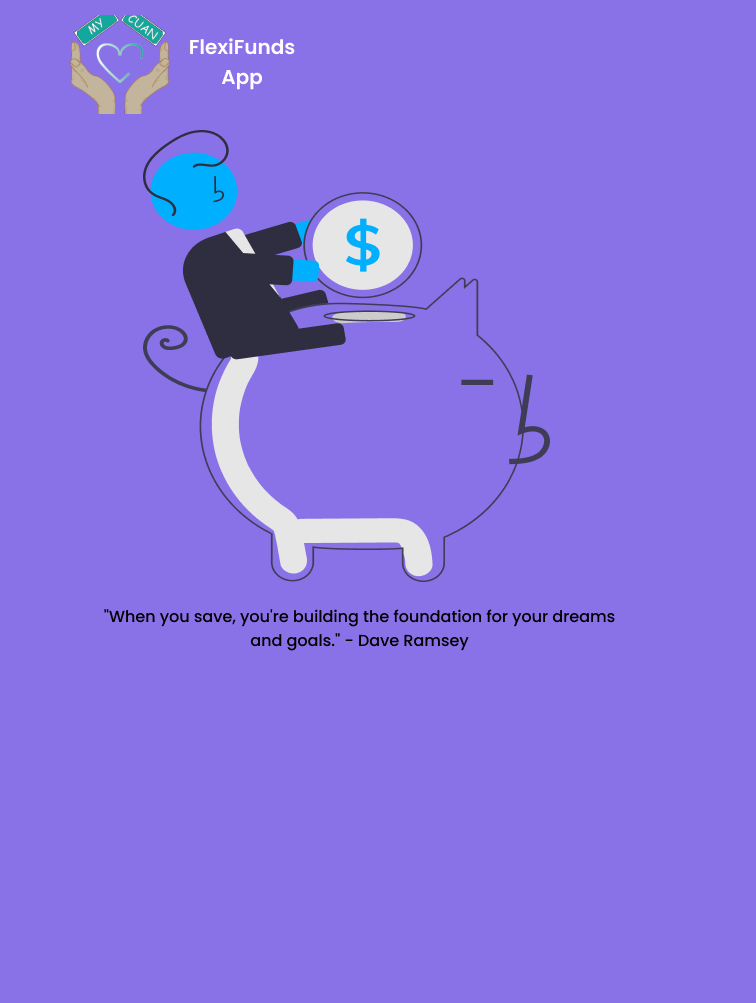 MY CUAN
FlexiFunds
App
$
"When you save, you're building the foundation for your dreams
and goals." - Dave Ramsey